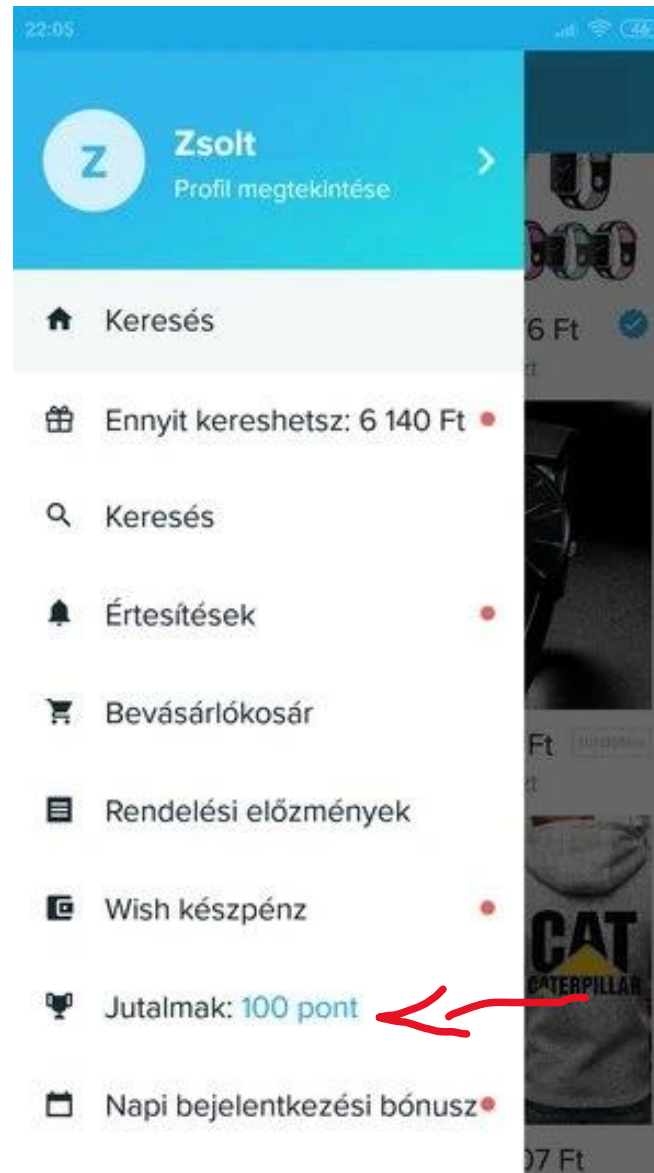 22:05
46
Z
Zsolt
Profil megtekintése
Keresés
6 Ft
Ennyit kereshetsz: 6 140 Ft
Keresés
Értesítések
Bevásárlókosár
Ft
Rendelési előzmények
Wish készpénz
CAT
CATERPILLAR
Jutalmak: 100 pont
Napi bejelentkezési bónusz
07 Ft